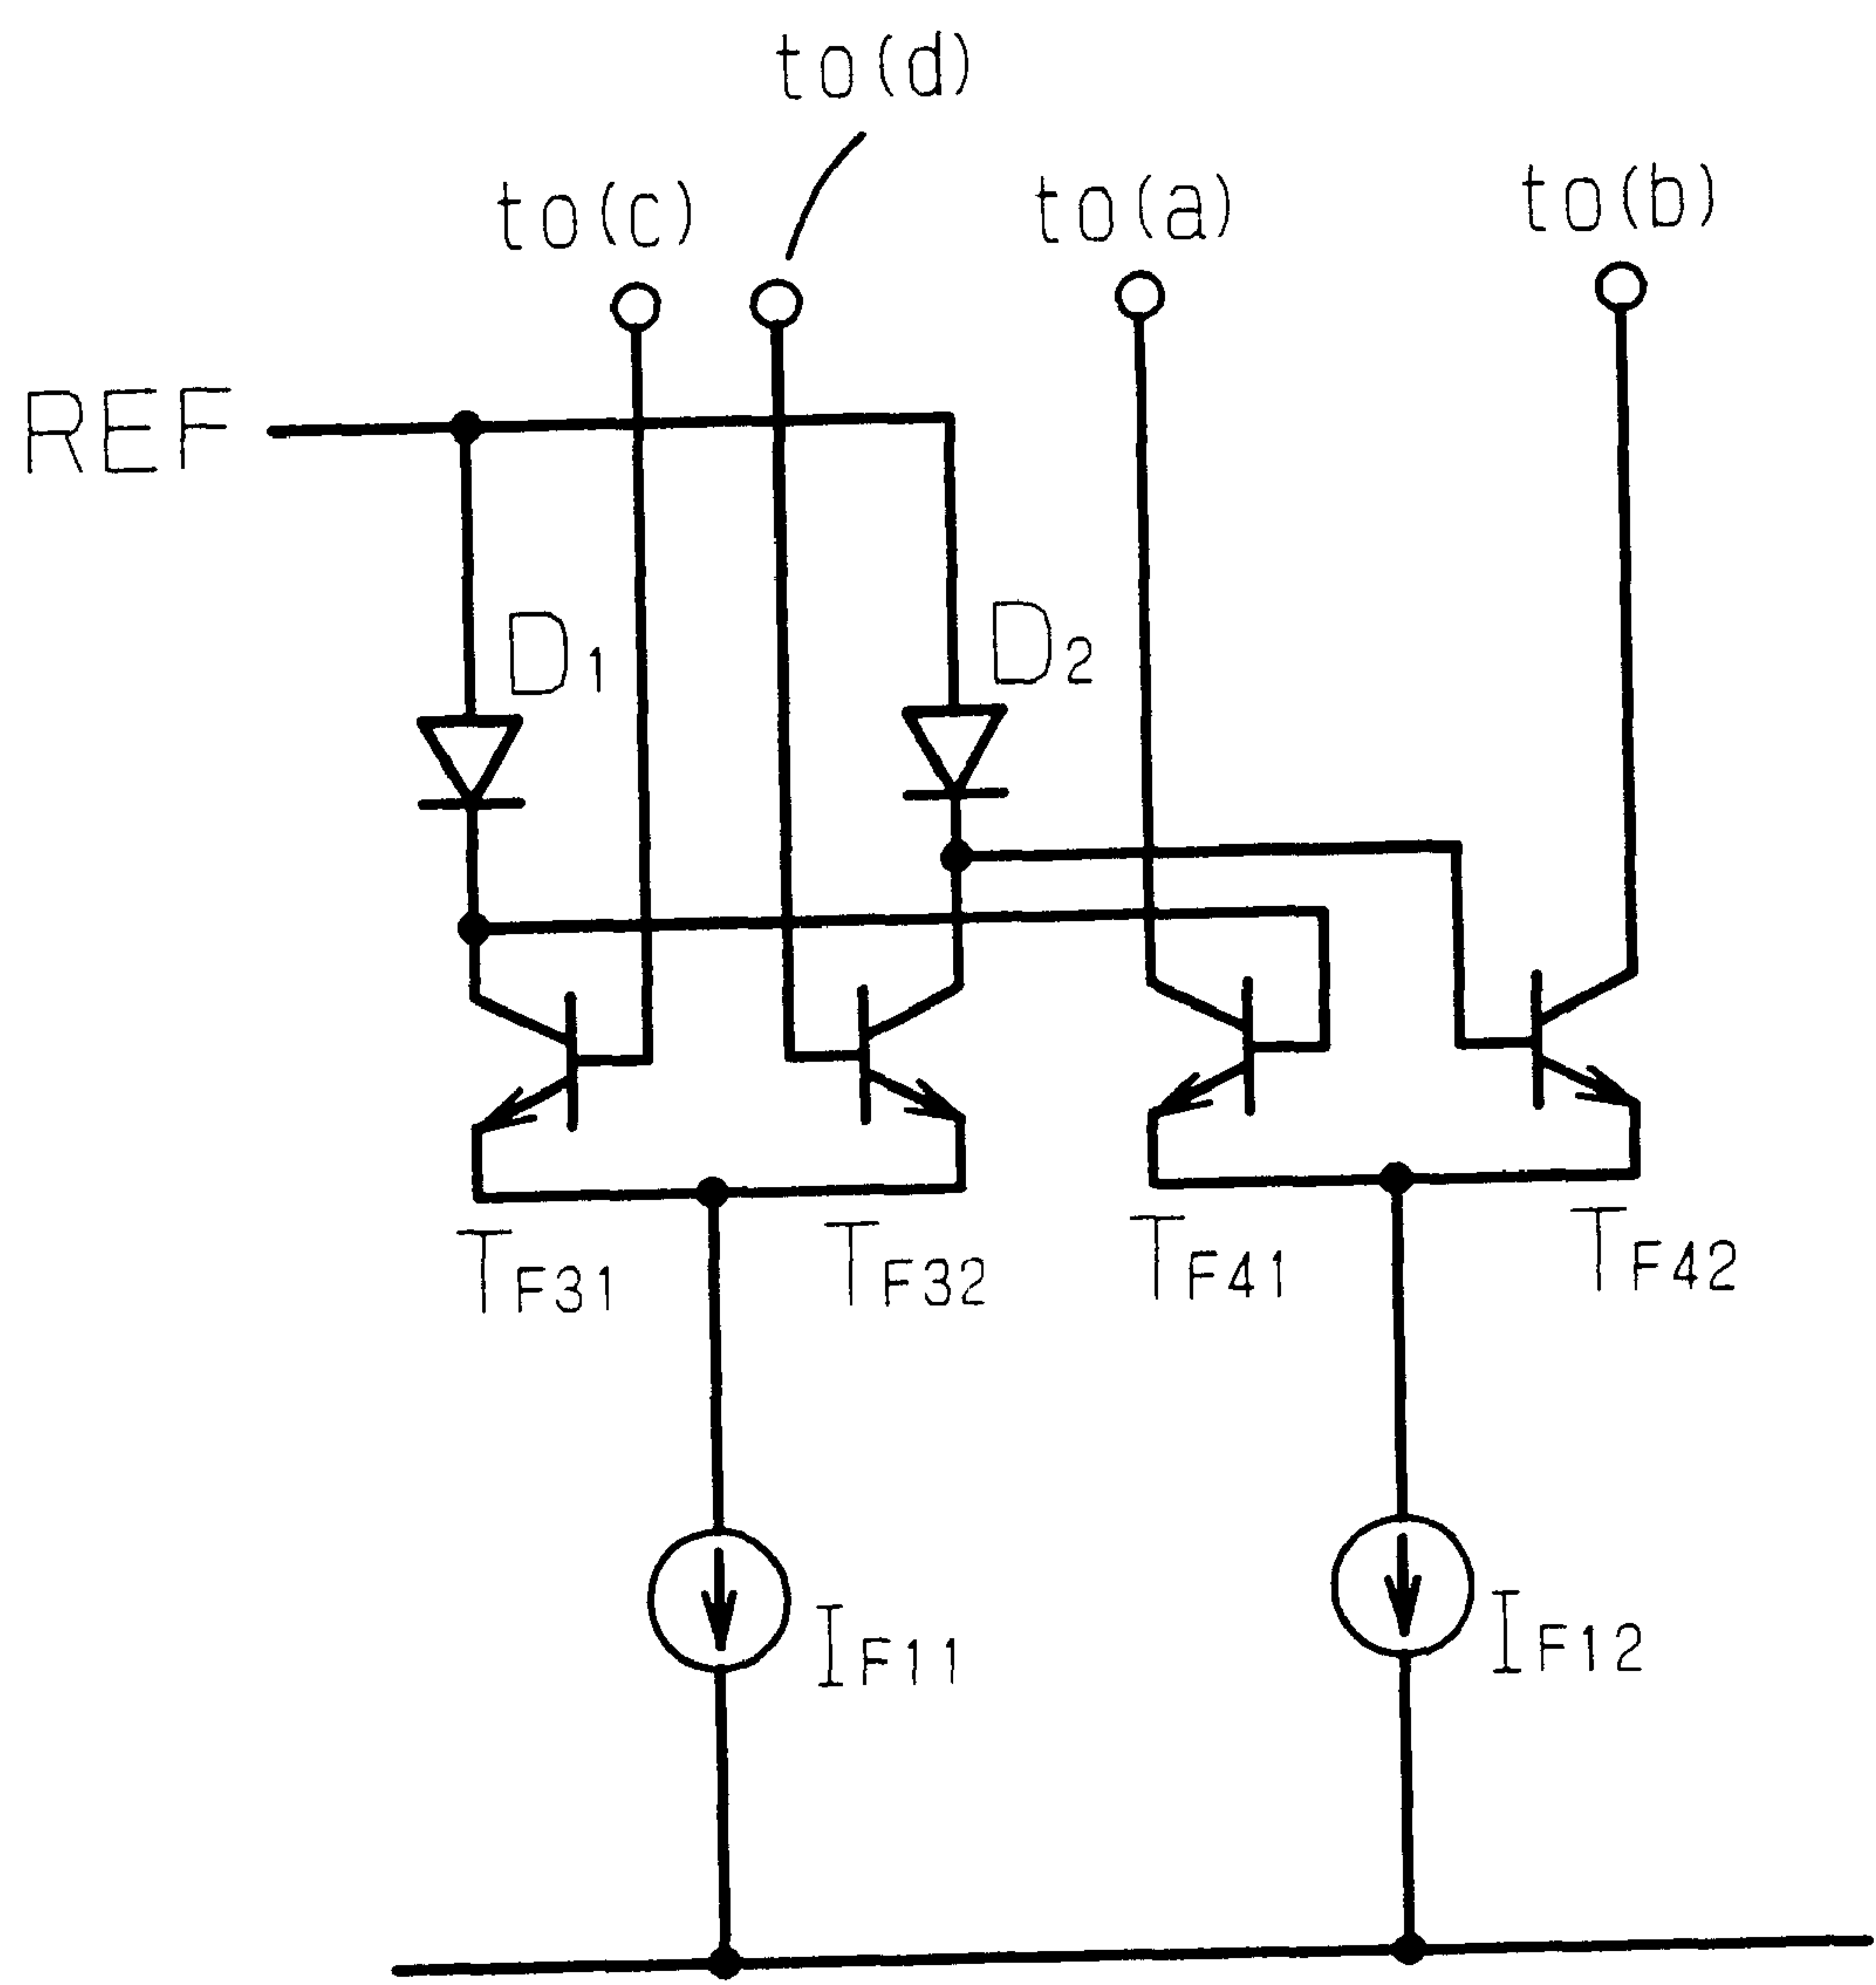 to(d)
to(c)
to(a)
to(b)
REF
D1
D2
TF31
TF32
TF41
TF42
IF11
IF12